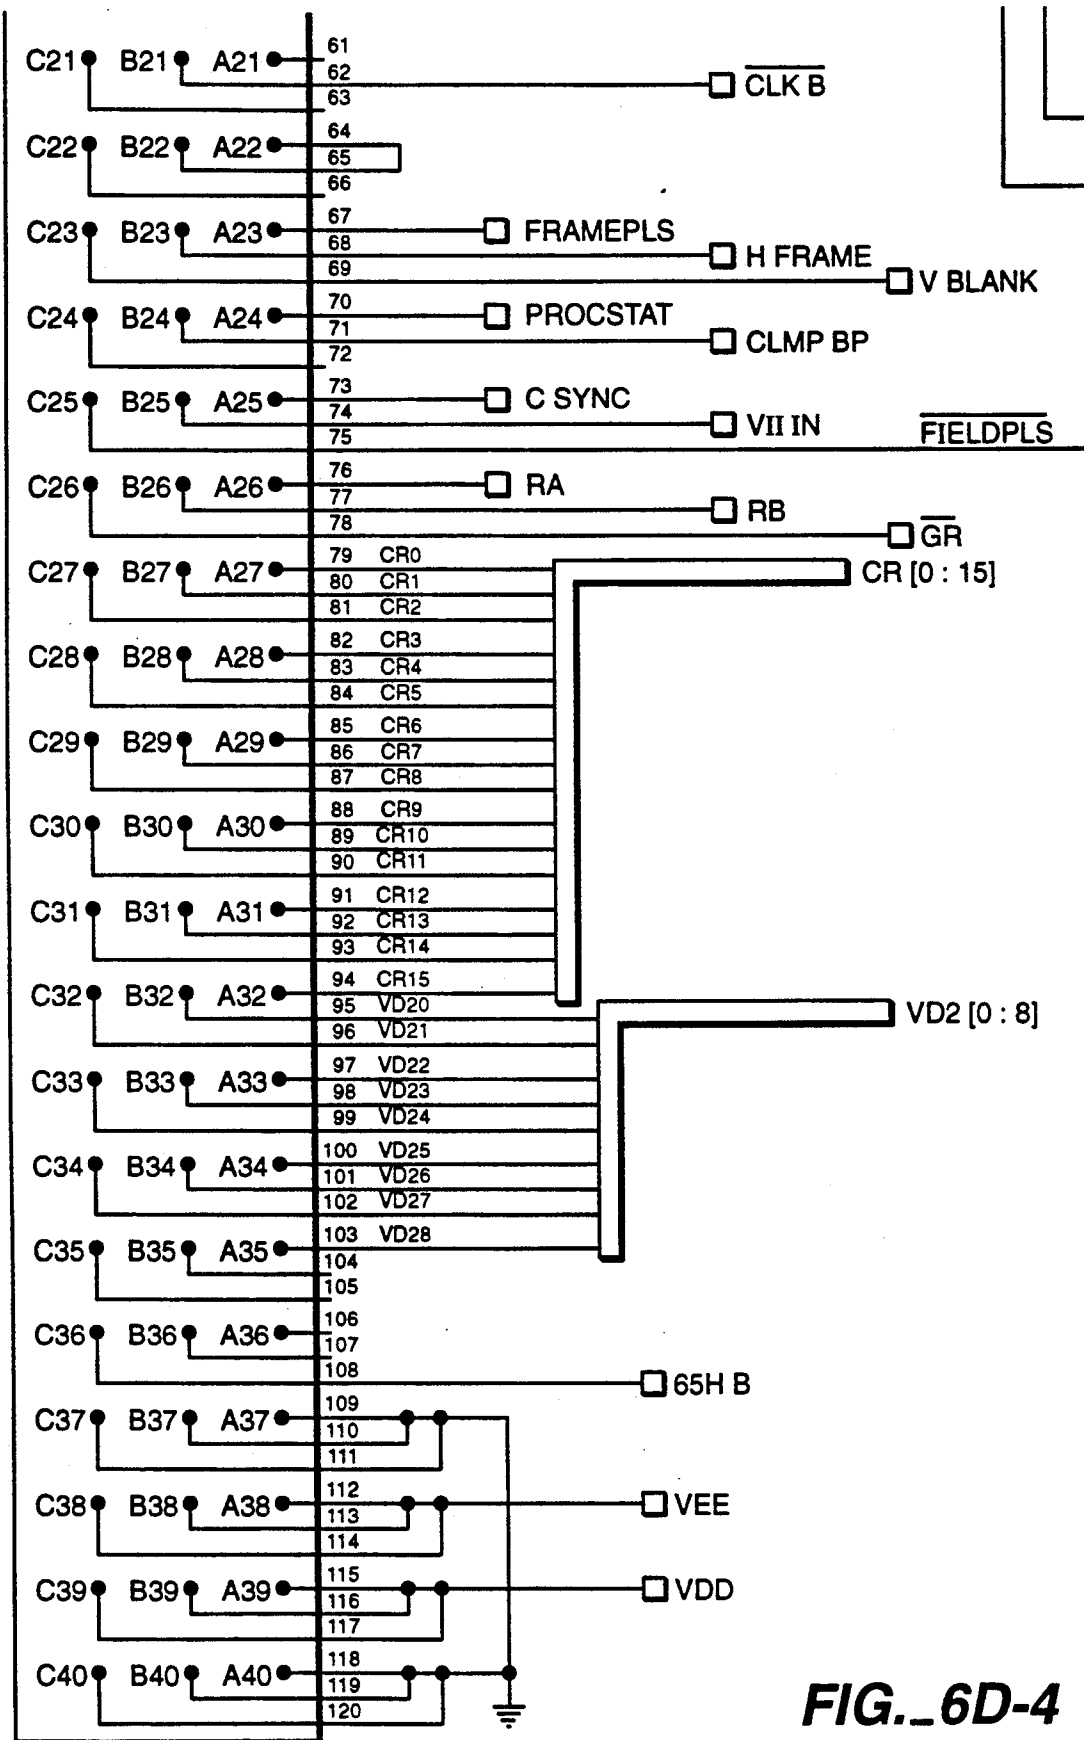 61
C21 B21 A21
62
CLK B
63
64
C22 B22 A22
65
66
67
C23 B23 A23 FRAMEPLS
68
H FRAME
69
V BLANK
70
C24 B24 A24 PROCSTAT
71
CLMP BP
72
73
C25 B25 A25 C SYNC
74
VII IN FIELDPLS
75
76
C26 B26 A26 RA
77
RB
78
GR
79 CR0
C27 B27 A27 CR [0 : 15]
80 CR1
81 CR2
82 CR3
C28 B28 A28
83 CR4
84 CR5
85 CR6
C29 B29 A29
86 CR7
87 CR8
88 CR9
C30 B30 A30
89 CR10
90 CR11
91 CR12
C31 B31 A31
92 CR13
93 CR14
94 CR15
C32 B32 A32
95 VD20
VD2 [0 : 8]
96 VD21
97 VD22
C33 B33 A33
98 VD23
99 VD24
100 VD25
C34 B34 A34
101 VD26
102 VD27
103 VD28
C35 B35 A35
104
105
106
C36 B36 A36
107
108
65H B
109
C37 B37 A37
110
111
112
C38 B38 A38 VEE
113
114
115
C39 B39 A39 VDD
116
117
118
C40 B40 A40
119
120
FIG._6D-4